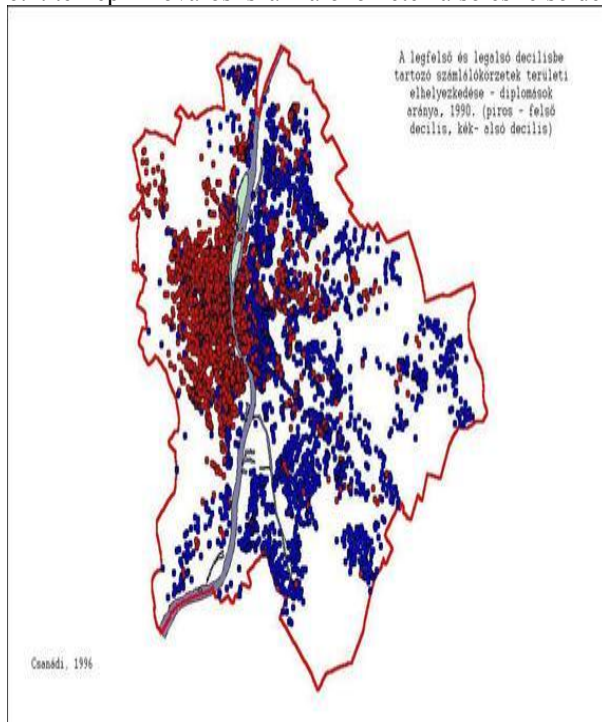 A legfelső és legalsó decilisbe
tartozó számlálókörzetek területi
elhelyezkedése - diplomások
aránya, 1990. (piros - felső
decilis, kék- alsó decilis)
Csanádi, 1996